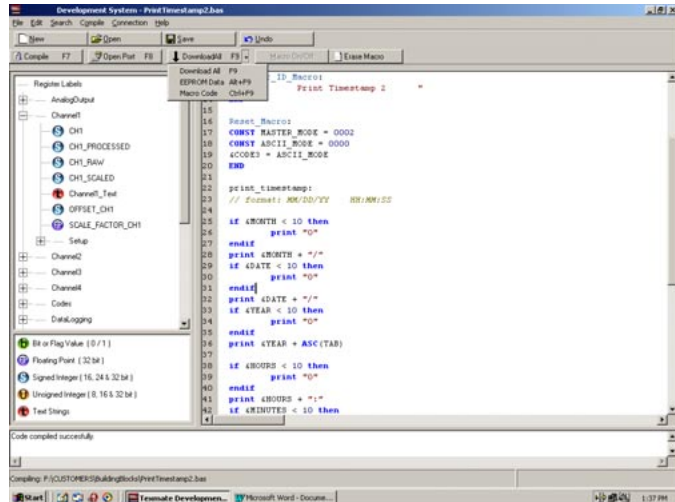 Development System - PrintTimestamp2.bas
File Edit Search Compile Connection Help
New Open Save Undo
Compile F7 Open Port F8 DownloadAll F9 Macro On/Off Erase Macro
Download All F9
EEPROM Data Alt+F9
Macro Code Ctrl+F9
Register Labels
AnalogOutput
Channel1
CH1
CH1_PROCESSED
CH1_RAW
CH1_SCALED
Channel1_Text
OFFSET_CH1
SCALE_FACTOR_CH1
Setup
Channel2
Channel3
Channel4
Codes
DataLogging
Bit or Flag Value ( 0 / 1 )
Floating Point ( 32 bit )
Signed Integer ( 16, 24 & 32 bit )
Unsigned Integer ( 8, 16 & 32 bit )
Text Strings
_ID_Macro:
Print Timestamp 2 "
15
16 Reset_Macro:
17 CONST MASTER_MODE = 0002
18 CONST ASCII_MODE = 0000
19 &CODE3 = ASCII_MODE
20 END
21
22 print_timestamp:
23 // format: MM/DD/YY HH:MM:SS
24
25 if &MONTH < 10 then
26 print "0"
27 endif
28 print &MONTH + "/"
29 if &DATE < 10 then
30 print "0"
31 endif
32 print &DATE + "/"
33 if &YEAR < 10 then
34 print "0"
35 endif
36 print &YEAR + ASC(TAB)
37
38 if &HOURS < 10 then
39 print "0"
40 endif
41 print &HOURS + ":"
42 if &MINUTES < 10 then
Code compiled succesfully
Compiling: F:\CUSTOMERS\BuildingBlocks\PrintTimestamp2.bas
Start Texmate Developmen... Microsoft Word - Docume... 1:37 PM